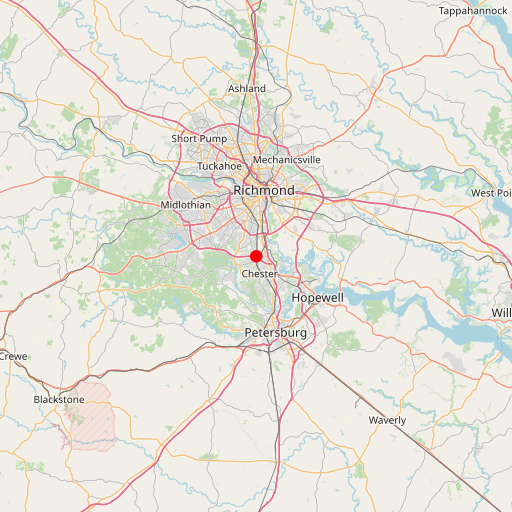 Tappahannock
Ashland
Short Pump
Mechanicsville
Tuckahoe
Richmond
West Poi
Midlothian
Chester
Hopewell
Will
Petersburg
Crewe
Blackstone
Waverly